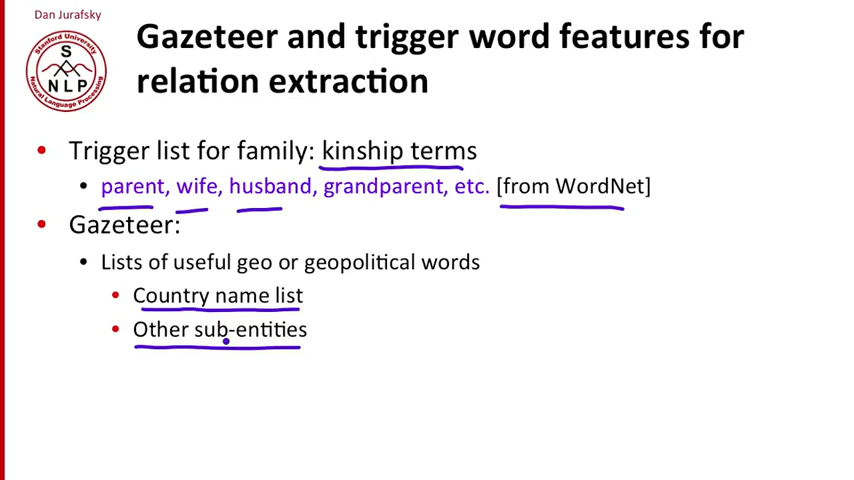 Dan Jurafsky
Stanford University
S
NLP
Natural Language Processing
Gazeteer and trigger word features for
relation extraction
• Trigger list for family: kinship terms
• parent, wife, husband, grandparent, etc. [from WordNet]
• Gazeteer:
• Lists of useful geo or geopolitical words
• Country name list
• Other sub-entities